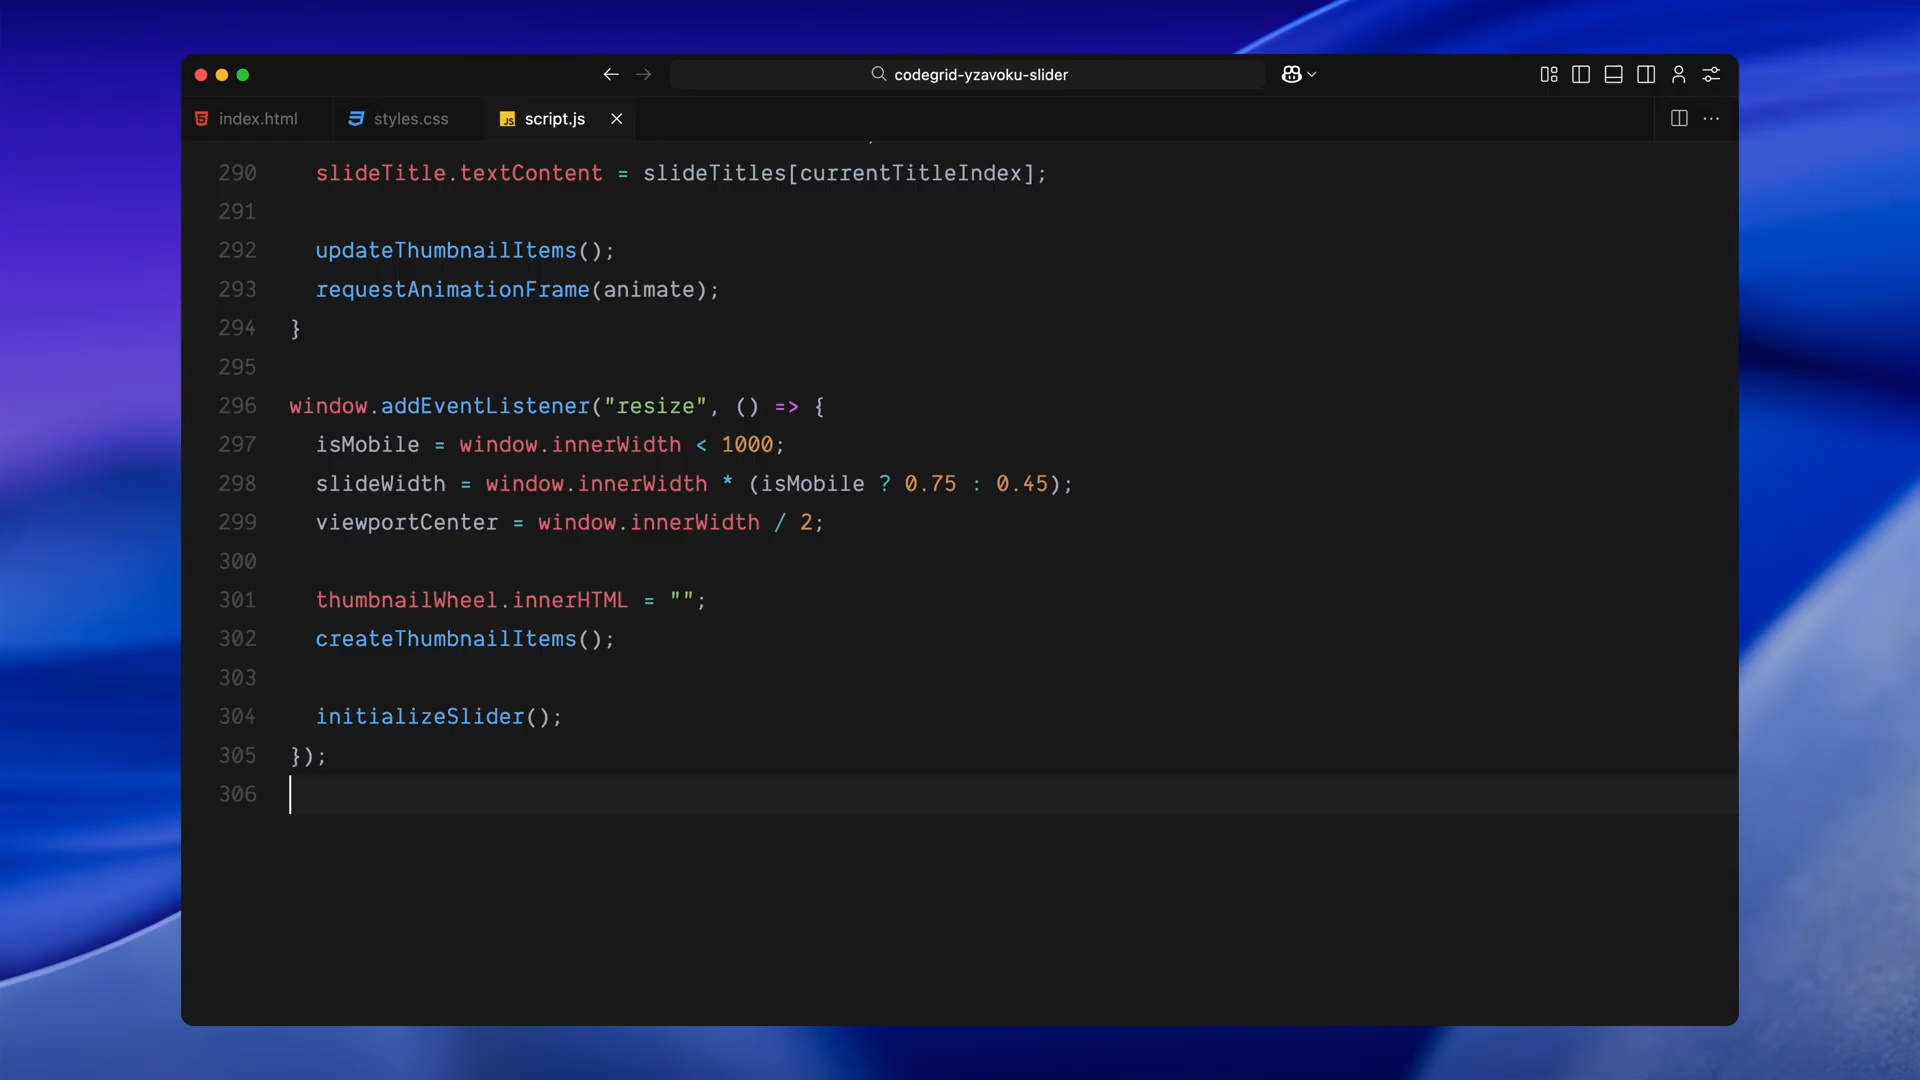 codegrid-yzavoku-slider
index.html
styles.css
JS script.js
290 slideTitle.textContent = slideTitles[currentTitleIndex];
291
292 updateThumbnailItems();
293 requestAnimationFrame(animate);
294 }
295
296 window.addEventListener("resize", () => {
297 isMobile = window.innerWidth < 1000;
298 slideWidth = window.innerWidth * (isMobile ? 0.75 : 0.45);
299 viewportCenter = window.innerWidth / 2;
300
301 thumbnailWheel.innerHTML = "";
302 createThumbnailItems();
303
304 initializeSlider();
305 });
306